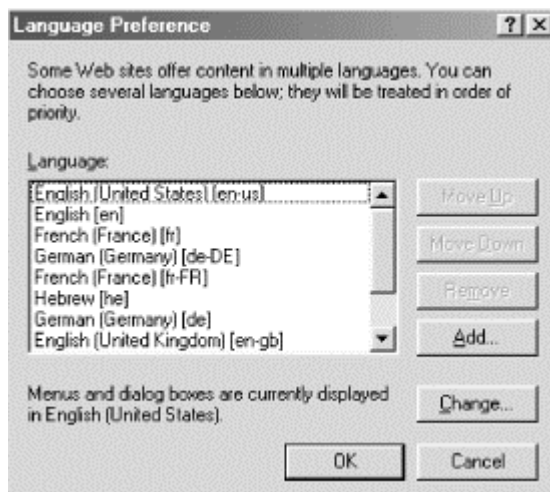 Language Preference
Some Web sites offer content in multiple languages. You can
choose several languages below; they will be treated in order of
priority.
Language:
English (United States) [en-us]
English [en]
French (France) [fr]
German (Germany) [de-DE]
French (France) [fr-FR]
Hebrew [he]
German (Germany) [de]
English (United Kingdom) [en-gb]
Move Up
Move Down
Remove
Add...
Menus and dialog boxes are currently displayed
in English (United States).
Change...
OK
Cancel